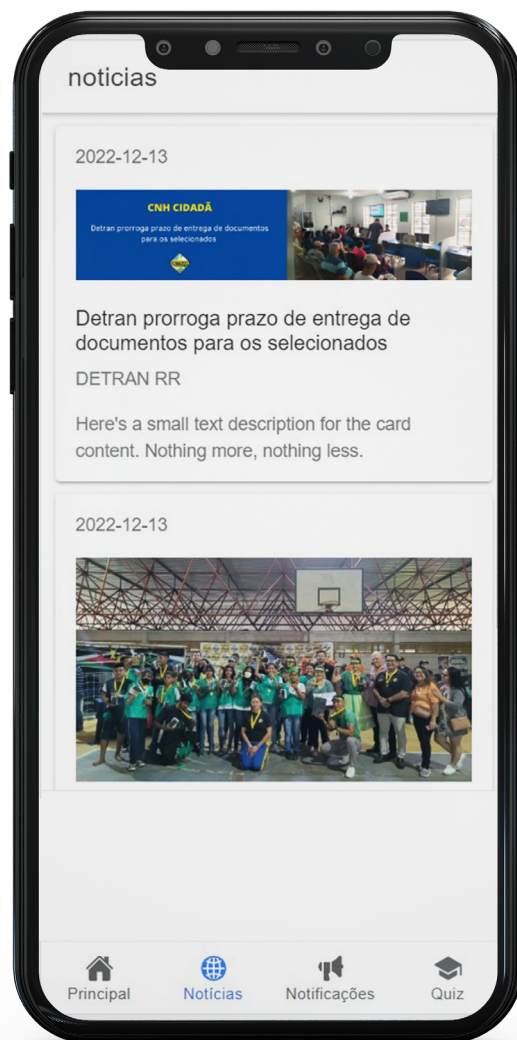 noticias
2022-12-13
CNH CIDADÃ
Detran prorroga prazo de entrega de documentos
para os selecionados
Detran prorroga prazo de entrega de
documentos para os selecionados
DETRAN RR
Here's a small text description for the card
content. Nothing more, nothing less.
2022-12-13
Principal
Notícias
Notificações
Quiz